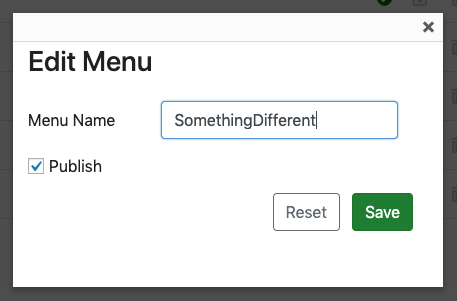 ×
Edit Menu
Menu Name SomethingDifferent
Publish
Reset Save